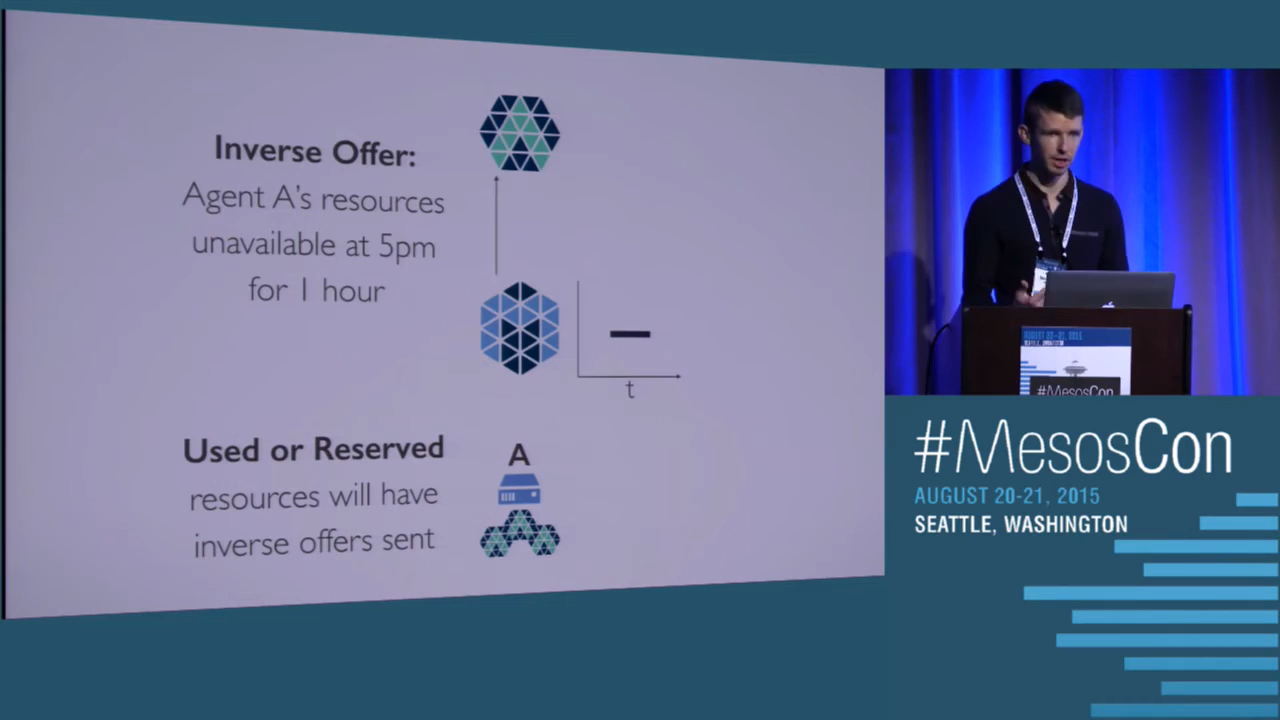 Inverse Offer:
Agent A's resources
unavailable at 5pm
for 1 hour
t
Used or Reserved
resources will have
inverse offers sent
A
#MesosCon
AUGUST 20-21, 2015
SEATTLE, WASHINGTON
#MesosCon